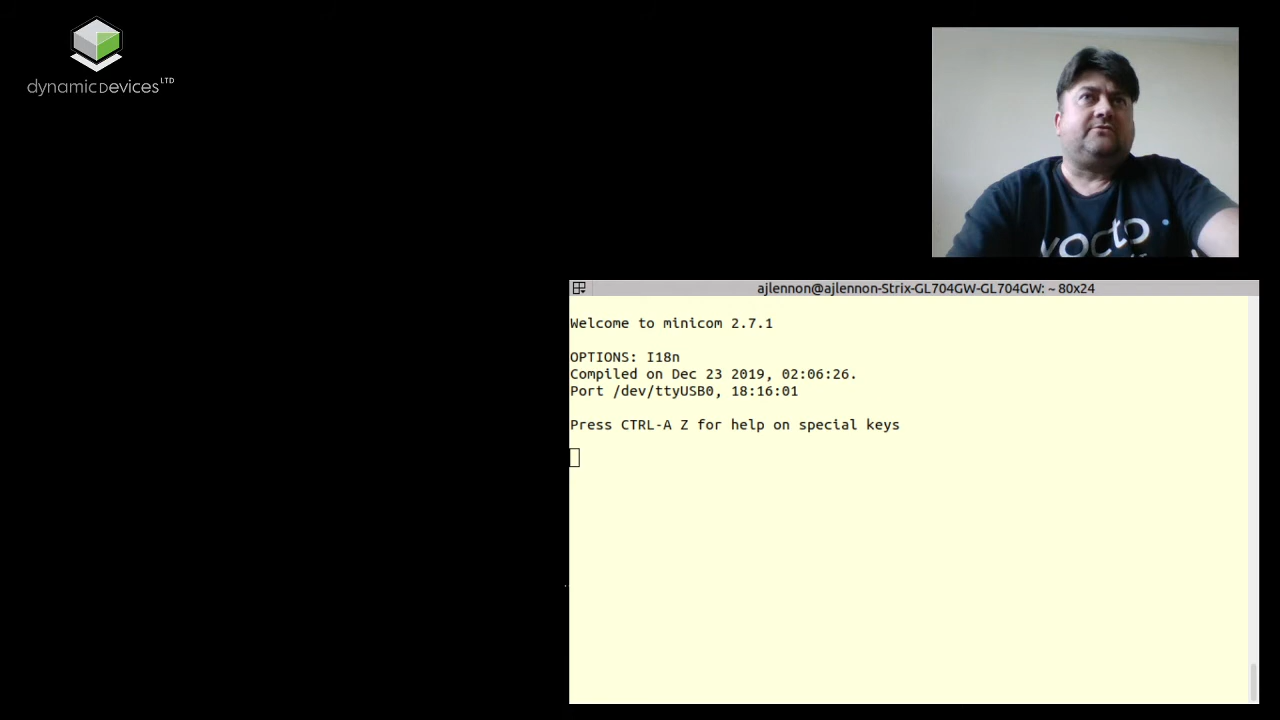 dynamicDevices LTD
yocto
ajlennon@ajlennon-Strix-GL704GW-GL704GW: ~ 80x24
Welcome to minicom 2.7.1
OPTIONS: I18n
Compiled on Dec 23 2019, 02:06:26.
Port /dev/ttyUSB0, 18:16:01
Press CTRL-A Z for help on special keys